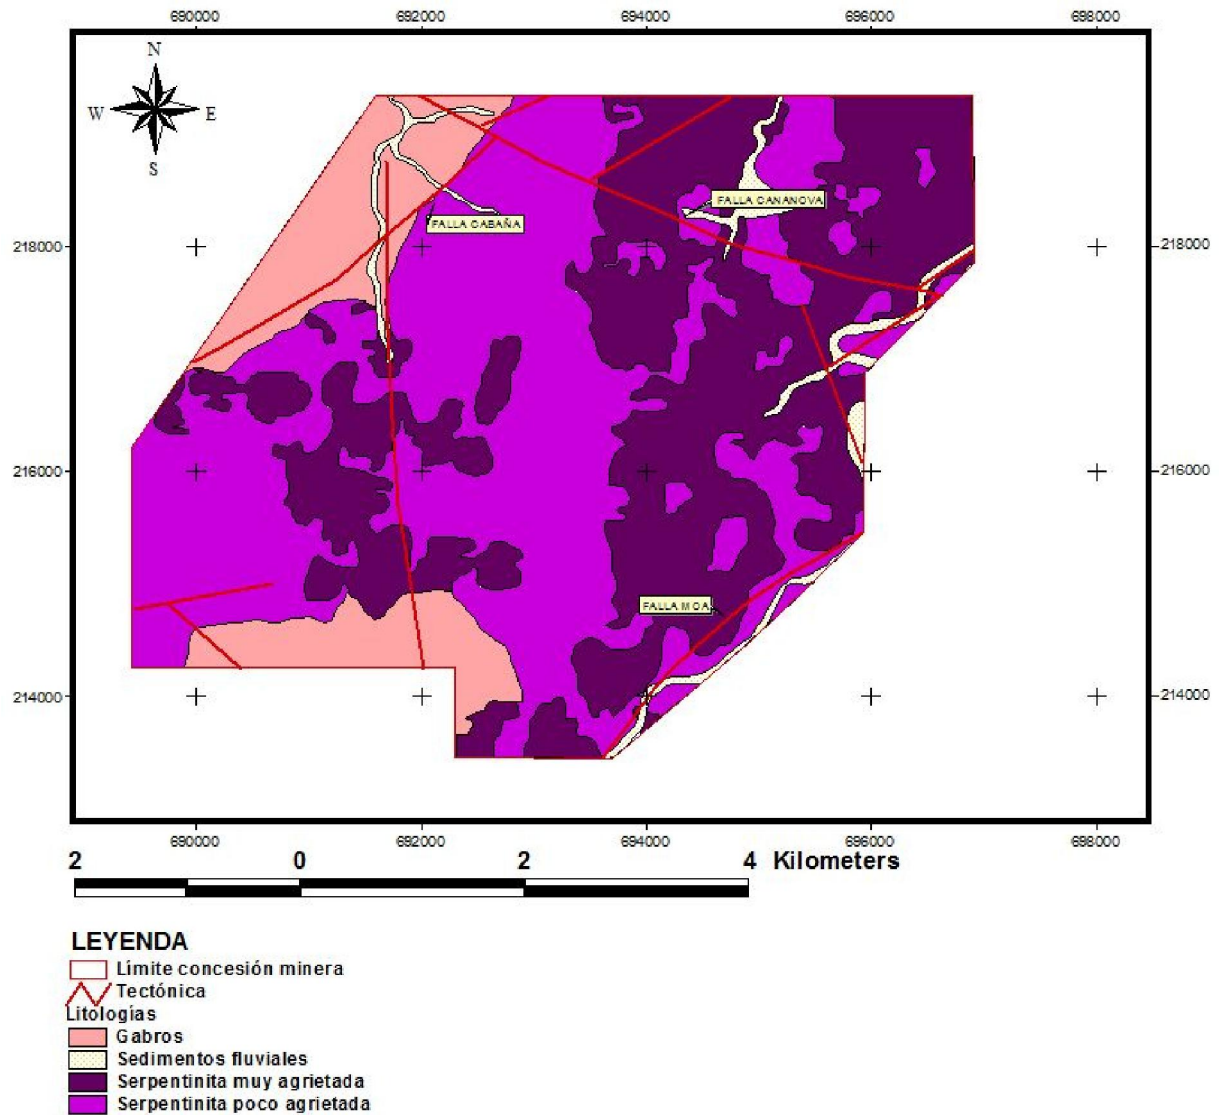 690000 692000 694000 696000 698000
N
W E
S
FALLA CANANOVA
FALLA CABAÑA
218000 218000
216000 216000
FALLA MOA
214000 214000
690000 692000 694000 696000 698000
2 0 2 4 Kilometers
LEYENDA
Límite concesión minera
Tectónica
Litologías
Gabros
Sedimentos fluviales
Serpentinita muy agrietada
Serpentinita poco agrietada